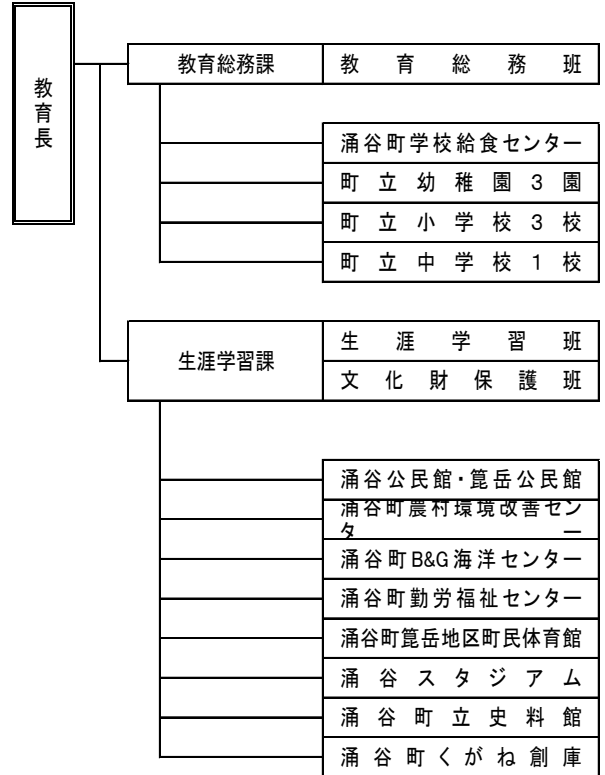 教育長
教育総務課
教育総務班
涌谷町学校給食センター
町立幼稚園3園
町立小学校3校
町立中学校1校
生涯学習課
生涯学習班
文化財保護班
涌谷公民館・箟岳公民館
涌谷町農村環境改善セン
ター
涌谷町B&G海洋センター
涌谷町勤労福祉センター
涌谷町箟岳地区町民体育館
涌谷スタジアム
涌谷町立史料館
涌谷町くがね創庫